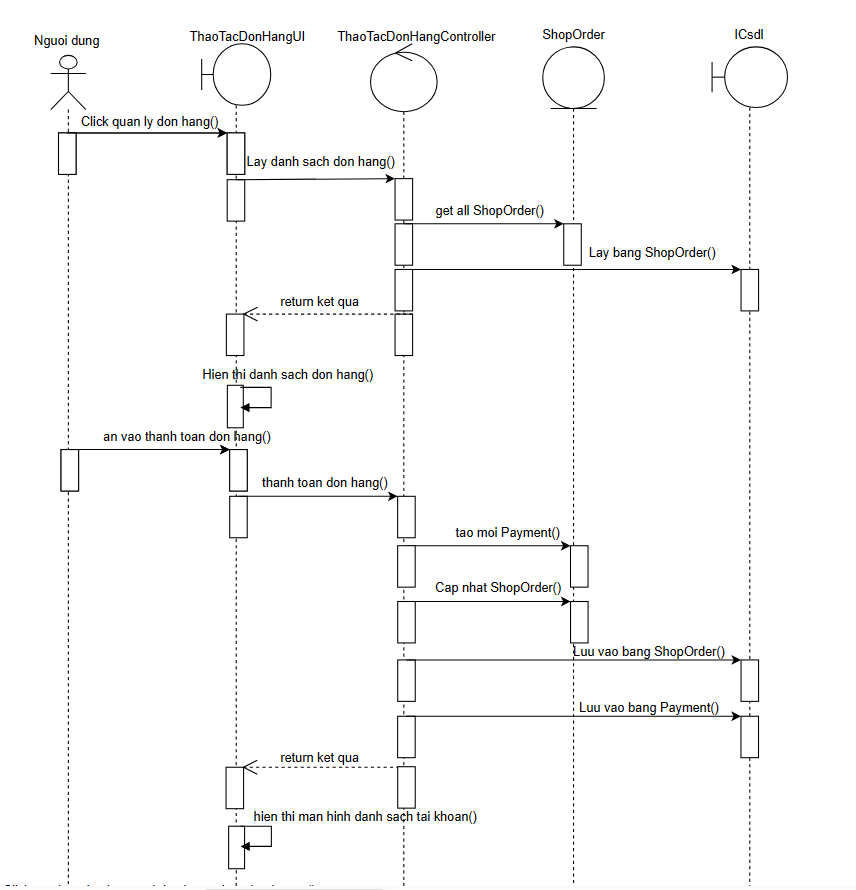 Nguoi dung
ThaoTacDonHangUI
ThaoTacDonHangController
ShopOrder
ICsdl
Click quan ly don hang()
Lay danh sach don hang()
get all ShopOrder()
Lay bang ShopOrder()
return ket qua
Hien thi danh sach don hang()
an vao thanh toan don hang()
thanh toan don hang()
tao moi Payment()
Cap nhat ShopOrder()
Luu vao bang ShopOrder()
Luu vao bang Payment()
return ket qua
hien thi man hinh danh sach tai khoan()